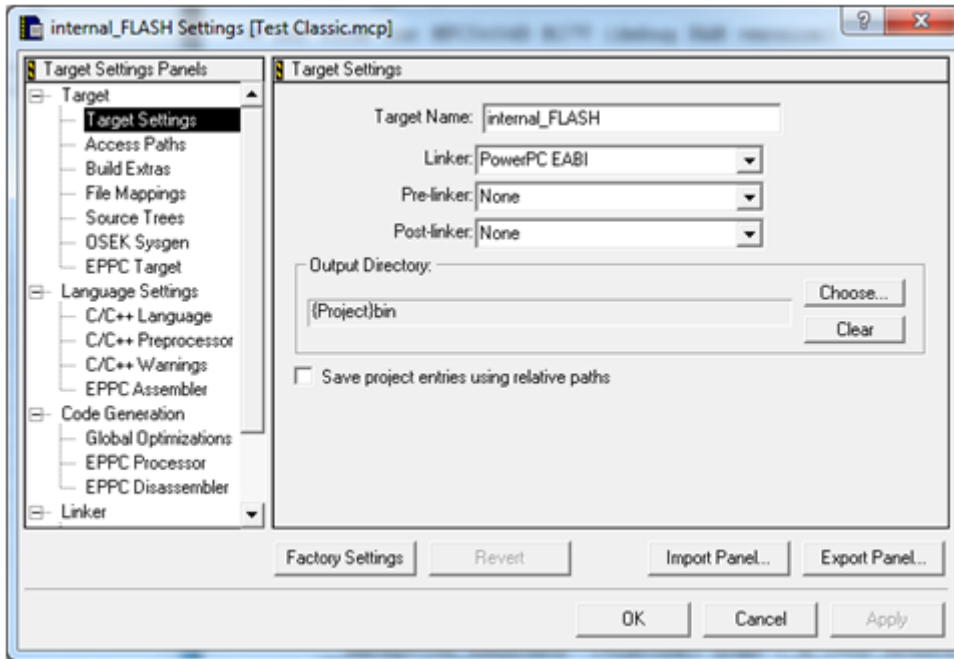 internal_FLASH Settings [Test Classic.mcp]
Target Settings Panels
Target
Target Settings
Access Paths
Build Extras
File Mappings
Source Trees
OSEK Sysgen
EPPC Target
Language Settings
C/C++ Language
C/C++ Preprocessor
C/C++ Warnings
EPPC Assembler
Code Generation
Global Optimizations
EPPC Processor
EPPC Disassembler
Linker
Target Settings
Target Name: internal_FLASH
Linker: PowerPC EABI
Pre-linker: None
Post-linker: None
Output Directory:
{Project}bin
Choose...
Clear
Save project entries using relative paths
Factory Settings
Revert
Import Panel...
Export Panel...
OK
Cancel
Apply